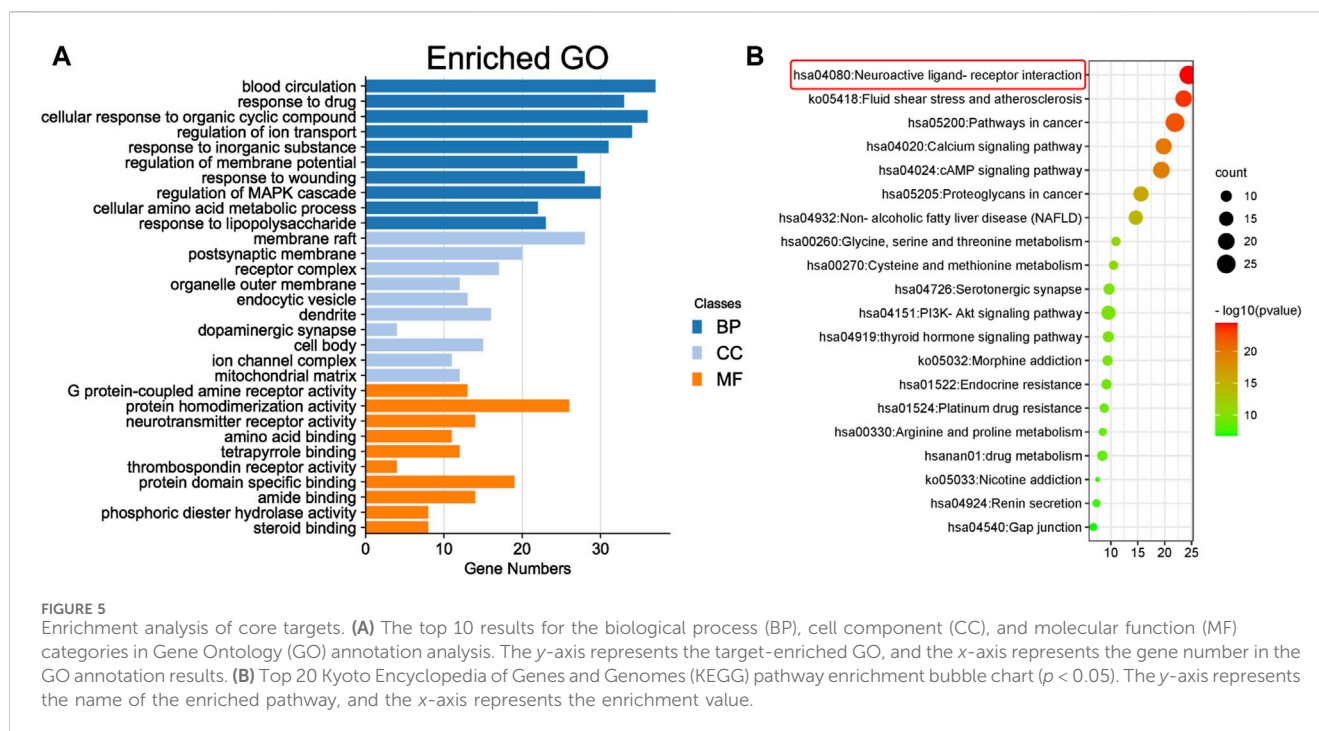 A
Enriched GO
blood circulation
response to drug
cellular response to organic cyclic compound
regulation of ion transport
response to inorganic substance
regulation of membrane potential
response to wounding
regulation of MAPK cascade
cellular amino acid metabolic process
response to lipopolysaccharide
membrane raft
postsynaptic membrane
receptor complex
organelle outer membrane
endocytic vesicle
dendrite
dopaminergic synapse
cell body
ion channel complex
mitochondrial matrix
G protein-coupled amine receptor activity
protein homodimerization activity
neurotransmitter receptor activity
amino acid binding
tetrapyrrole binding
thrombospondin receptor activity
protein domain specific binding
amide binding
phosphoric diester hydrolase activity
steroid binding
0 10 20 30
Gene Numbers
Classes
BP
CC
MF
B
hsa04080:Neuroactive ligand- receptor interaction
ko05418:Fluid shear stress and atherosclerosis
hsa05200:Pathways in cancer
hsa04020:Calcium signaling pathway
hsa04024:cAMP signaling pathway
hsa05205:Proteoglycans in cancer
hsa04932:Non- alcoholic fatty liver disease (NAFLD)
hsa00260:Glycine, serine and threonine metabolism
hsa00270:Cysteine and methionine metabolism
hsa04726:Serotonergic synapse
hsa04151:PI3K- Akt signaling pathway
hsa04919:thyroid hormone signaling pathway
ko05032:Morphine addiction
hsa01522:Endocrine resistance
hsa01524:Platinum drug resistance
hsa00330:Arginine and proline metabolism
hsanan01:drug metabolism
ko05033:Nicotine addiction
hsa04924:Renin secretion
hsa04540:Gap junction
10 15 20 25
count
10
15
20
25
- log10(pvalue)
20
15
10
FIGURE 5
Enrichment analysis of core targets. (A) The top 10 results for the biological process (BP), cell component (CC), and molecular function (MF)
categories in Gene Ontology (GO) annotation analysis. The y-axis represents the target-enriched GO, and the x-axis represents the gene number in the
GO annotation results. (B) Top 20 Kyoto Encyclopedia of Genes and Genomes (KEGG) pathway enrichment bubble chart (p < 0.05). The y-axis represents
the name of the enriched pathway, and the x-axis represents the enrichment value.